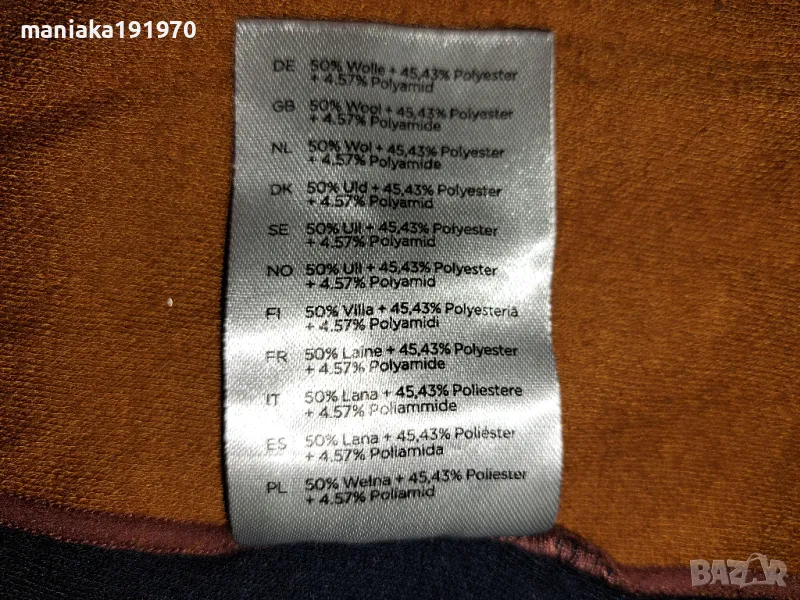 maniaka191970
DE 50% Wolle + 45,43% Polyester
+ 4.57% Polyamid
GB 50% Wool + 45,43% Polyester
+ 4.57% Polyamide
NL 50% Wol + 45,43% Polyester
+ 4.57% Polyamide
DK 50% Uld + 45,43% Polyester
+ 4.57% Polyamid
SE 50% Ull + 45,43% Polyester
+ 4.57% Polyamid
NO 50% Ull + 45,43% Polyester
+ 4.57% Polyamid
FI 50% Villa + 45,43% Polyesteria
+ 4.57% Polyamidi
FR 50% Laine + 45,43% Polyester
+ 4.57% Polyamide
IT 50% Lana + 45,43% Poliestere
+ 4.57% Poliammide
ES 50% Lana + 45,43% Poliéster
+ 4.57% Poliamida
PL 50% Wełna + 45,43% Poliester
+ 4.57% Poliamid
BAZAR